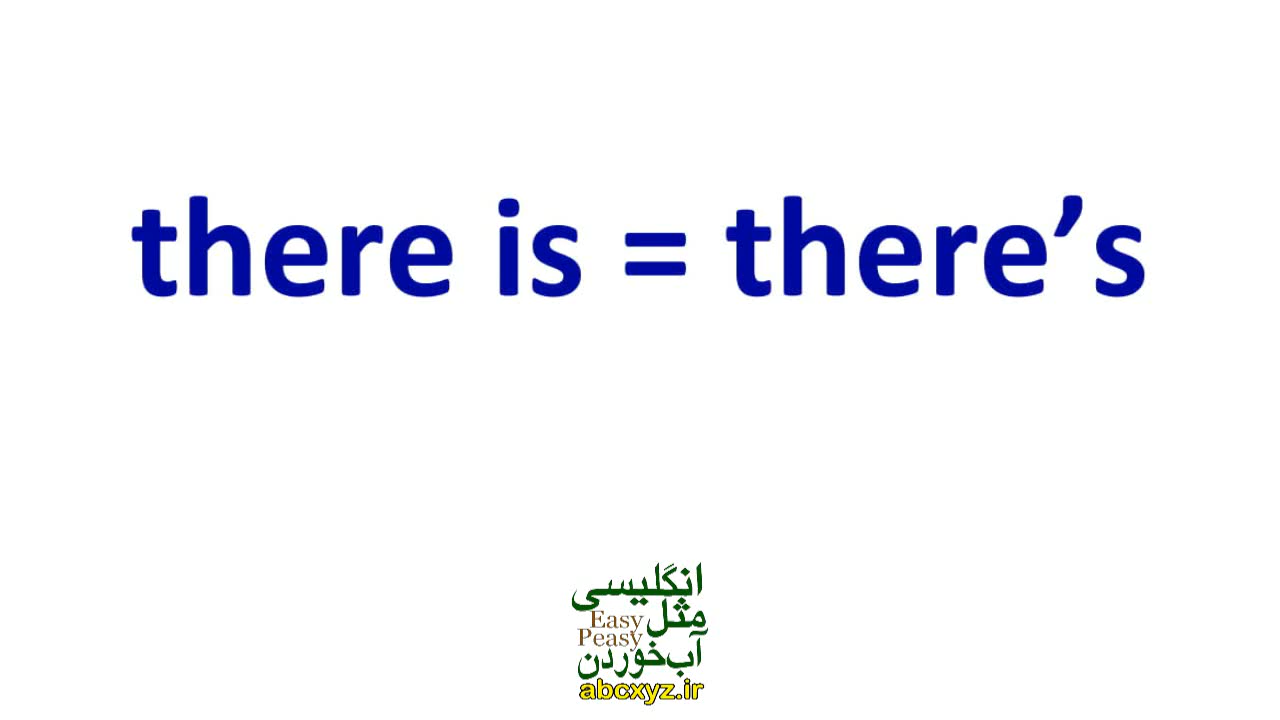 there is = there’s
انگلیسی
مثل
Easy
Peasy
آب‌خوردن
abcxyz.ir